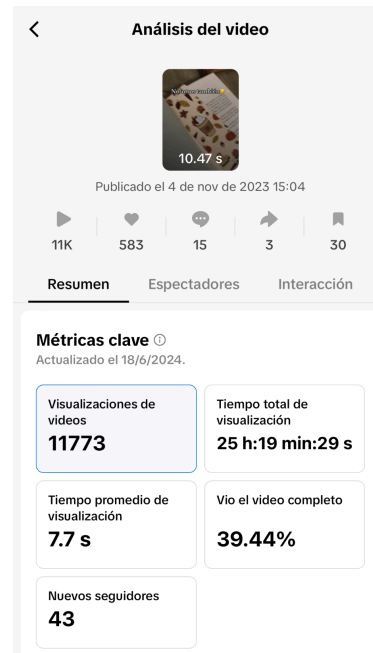 Análisis del video
10.47 s
Publicado el 4 de nov de 2023 15:04
11K
583
15
3
30
Resumen
Espectadores
Interacción
Métricas clave
Actualizado el 18/6/2024.
Visualizaciones de
videos
11773
Tiempo total de
visualización
25 h:19 min:29 s
Tiempo promedio de
visualización
7.7 s
Vio el video completo
39.44%
Nuevos seguidores
43